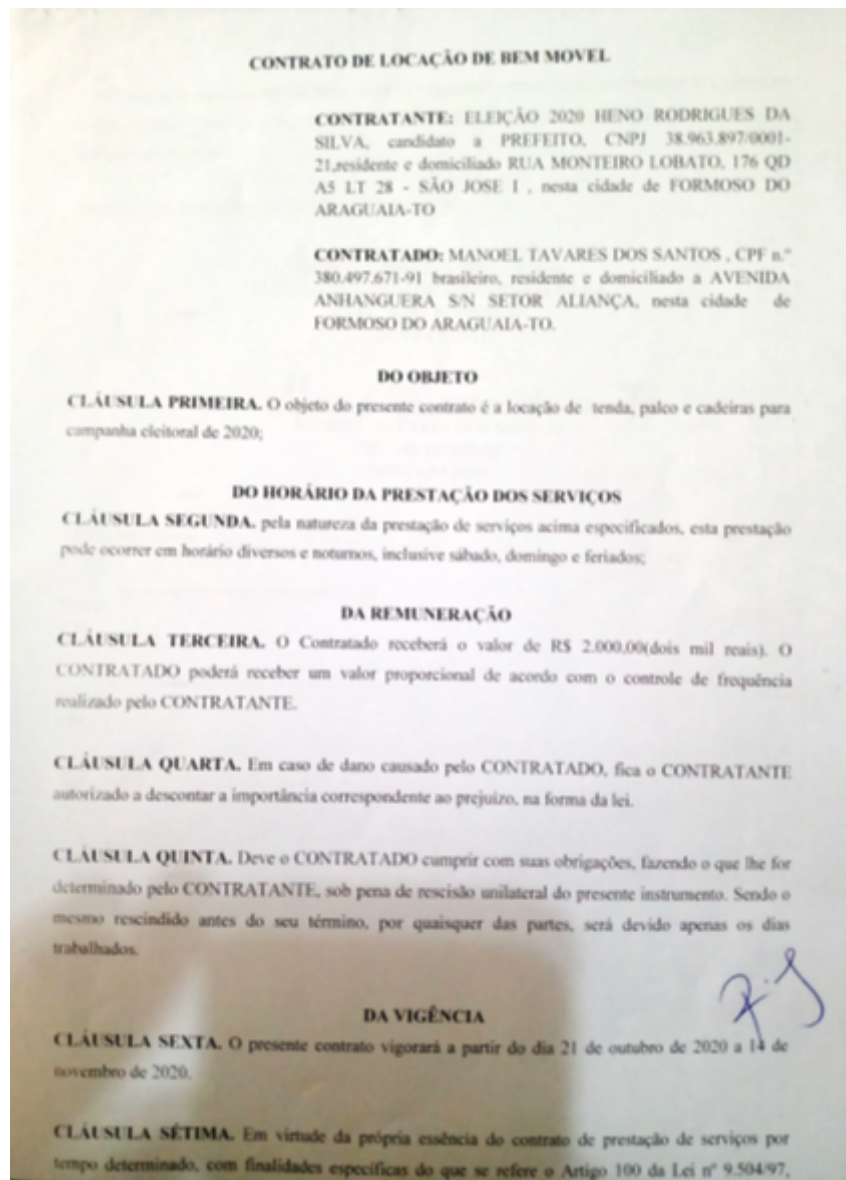 CONTRATO DE LOCAÇÃO DE BEM MOVEL
CONTRATANTE: ELEIÇÃO 2020 HENO RODRIGUES DA
SILVA, candidato a PREFEITO, CNPJ 38.963.897/0001-
21,residente e domiciliado RUA MONTEIRO LOBATO, 176 QD
A5 LT 28 - SÃO JOSE I , nesta cidade de FORMOSO DO
ARAGUAIA-TO
CONTRATADO: MANOEL TAVARES DOS SANTOS , CPF n.º
380.497.671-91 brasileiro, residente e domiciliado a AVENIDA
ANHANGUERA S/N SETOR ALIANÇA, nesta cidade de
FORMOSO DO ARAGUAIA-TO.
DO OBJETO
CLÁUSULA PRIMEIRA. O objeto do presente contrato é a locação de tenda, palco e cadeiras para
campanha eleitoral de 2020;
DO HORÁRIO DA PRESTAÇÃO DOS SERVIÇOS
CLÁUSULA SEGUNDA. pela natureza da prestação de serviços acima especificados, esta prestação
pode ocorrer em horário diversos e noturnos, inclusive sábado, domingo e feriados;
DA REMUNERAÇÃO
CLÁUSULA TERCEIRA. O Contratado receberá o valor de R$ 2.000,00(dois mil reais). O
CONTRATADO poderá receber um valor proporcional de acordo com o controle de frequência
realizado pelo CONTRATANTE.
CLÁUSULA QUARTA. Em caso de dano causado pelo CONTRATADO, fica o CONTRATANTE
autorizado a descontar a importância correspondente ao prejuízo, na forma da lei.
CLÁUSULA QUINTA. Deve o CONTRATADO cumprir com suas obrigações, fazendo o que lhe for
determinado pelo CONTRATANTE, sob pena de rescisão unilateral do presente instrumento. Sendo o
mesmo rescindido antes do seu término, por quaisquer das partes, será devido apenas os dias
trabalhados.
DA VIGÊNCIA
CLÁUSULA SEXTA. O presente contrato vigorará a partir do dia 21 de outubro de 2020 a 14 de
novembro de 2020.
CLÁUSULA SÉTIMA. Em virtude da própria essência do contrato de prestação de serviços por
tempo determinado, com finalidades especificas do que se refere o Artigo 100 da Lei nº 9.504/97,